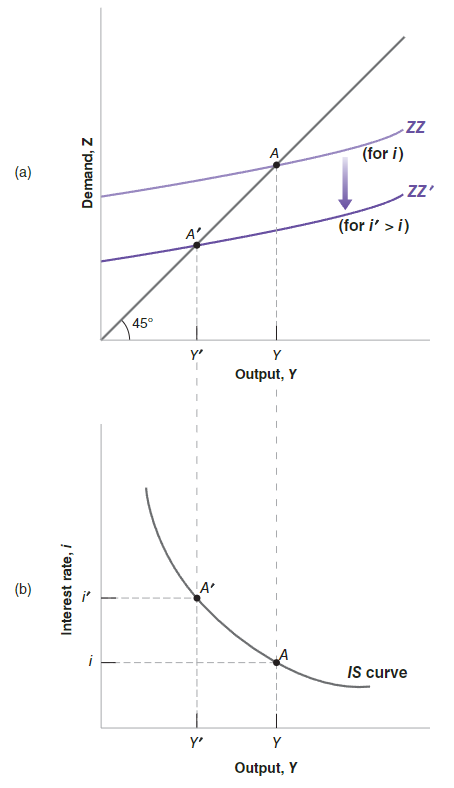 (a)
Demand, Z
ZZ
(for i)
A
ZZ′
(for i′ > i)
A′
45°
Y′
Y
Output, Y
(b)
Interest rate, i
i′
A′
i
A
IS curve
Y′
Y
Output, Y